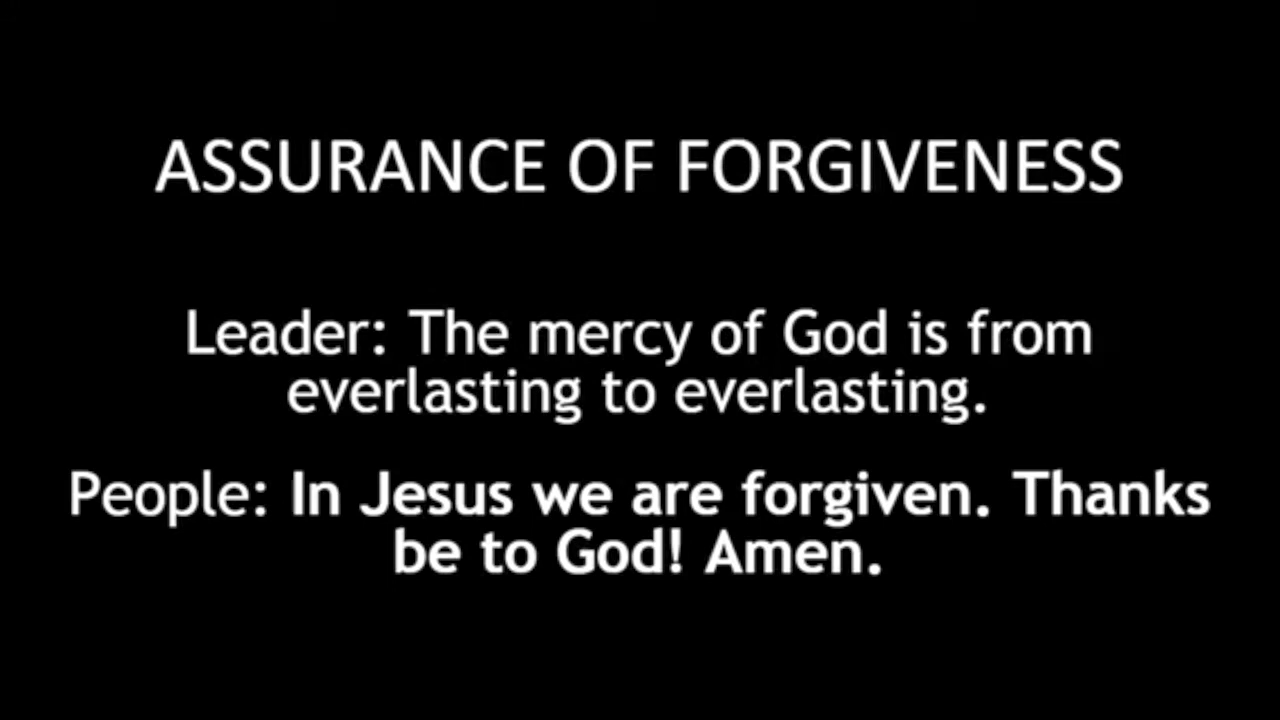 ASSURANCE OF FORGIVENESS
Leader: The mercy of God is from
everlasting to everlasting.
People: In Jesus we are forgiven. Thanks
be to God! Amen.